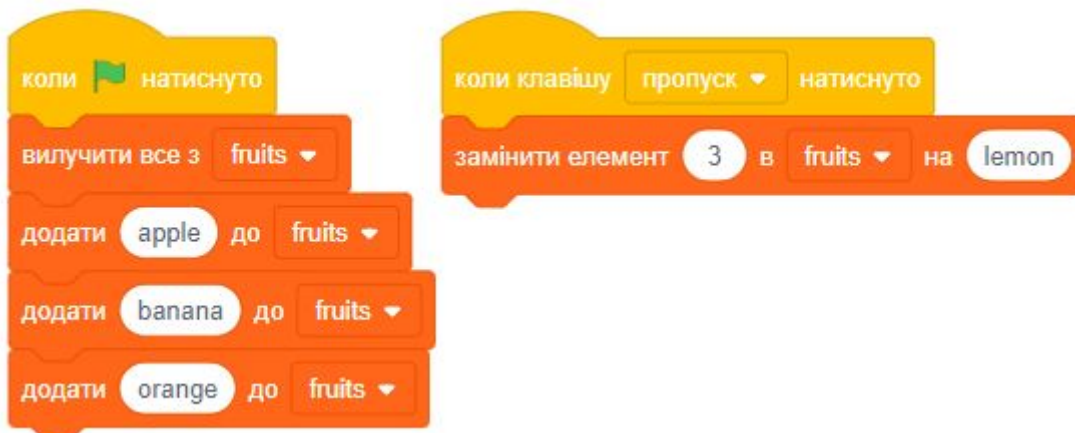 коли натиснуто
вилучити все з fruits
додати apple до fruits
додати banana до fruits
додати orange до fruits
коли клавішу пропуск натиснуто
замінити елемент 3 в fruits на lemon